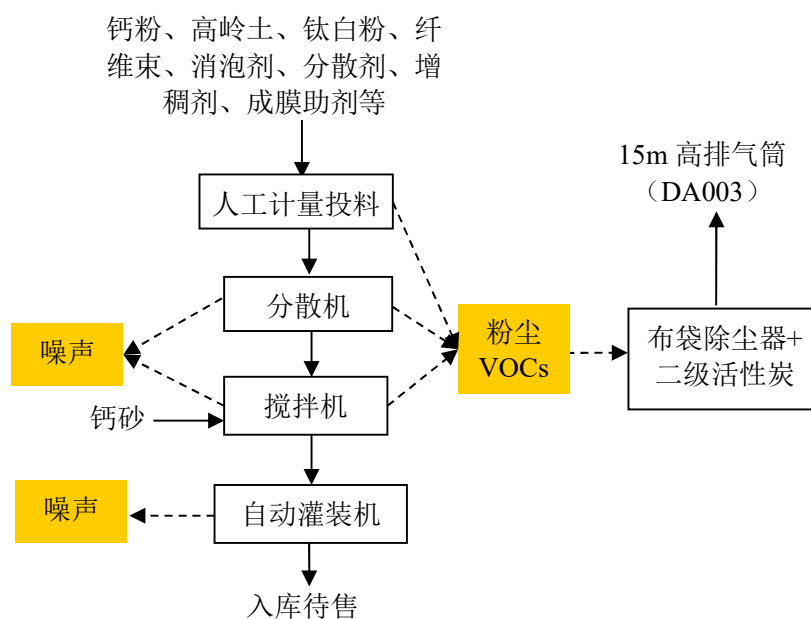 钙粉、高岭土、钛白粉、纤
维束、消泡剂、分散剂、增
稠剂、成膜助剂等
15m 高排气筒
（DA003）
人工计量投料
分散机
噪声
粉尘
VOCs
布袋除尘器+
二级活性炭
搅拌机
钙砂
噪声
自动灌装机
入库待售